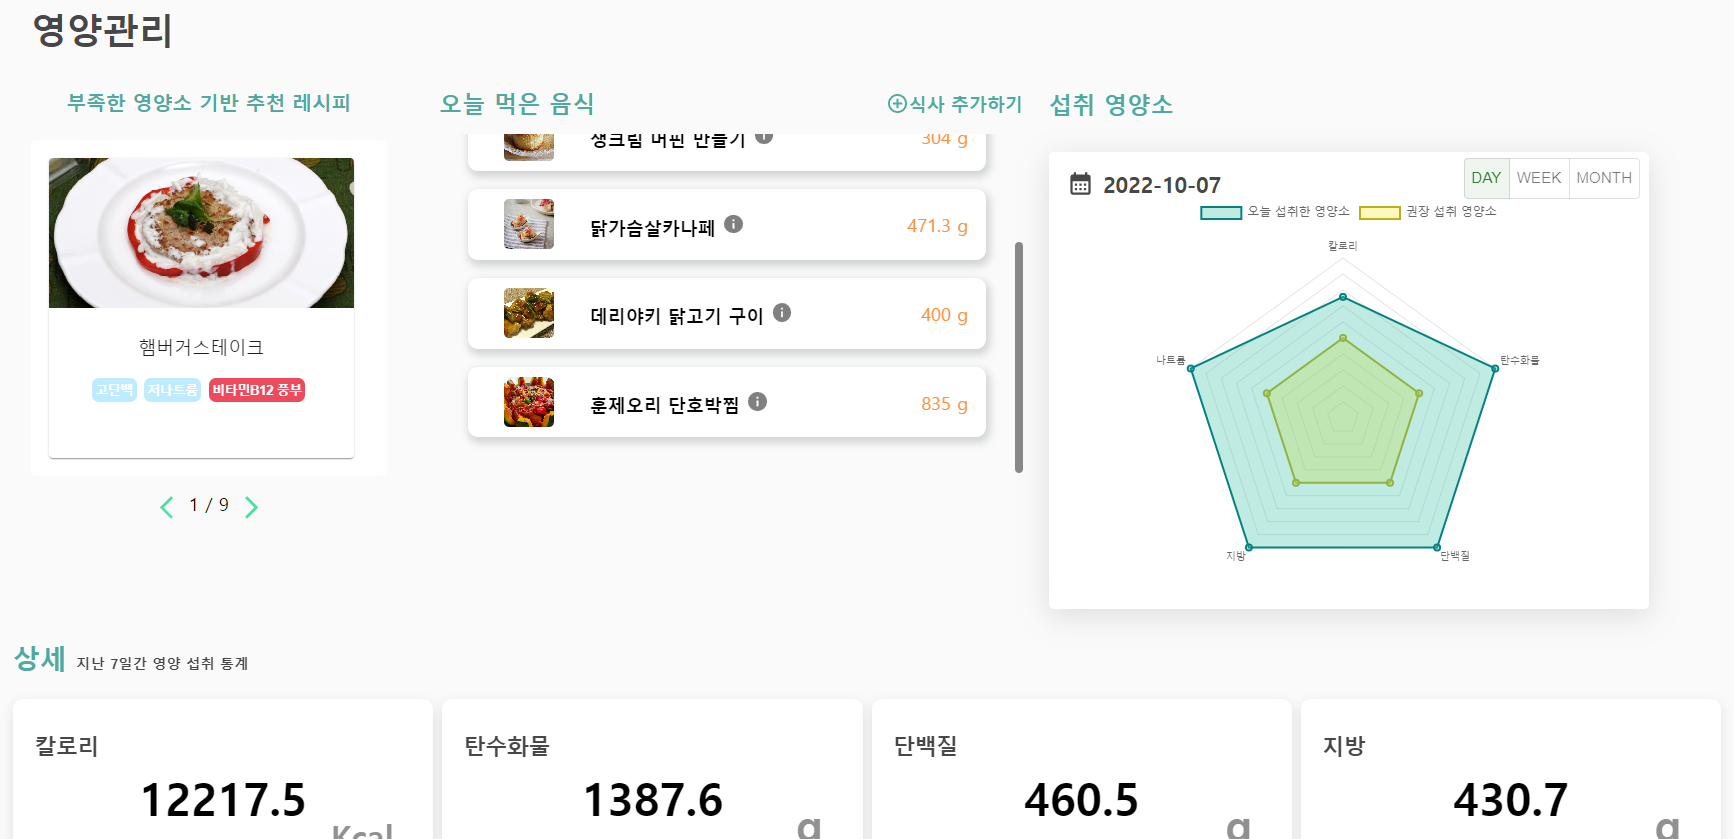 영양관리
부족한 영양소 기반 추천 레시피
햄버거스테이크
고단백 저나트륨 비타민B12 풍부
1 / 9
오늘 먹은 음식
식사 추가하기
생크림 머핀 만들기 304 g
닭가슴살카나페 471.3 g
데리야키 닭고기 구이 400 g
훈제오리 단호박찜 835 g
섭취 영양소
2022-10-07
DAY WEEK MONTH
오늘 섭취한 영양소 권장 섭취 영양소
칼로리
나트륨 탄수화물
지방 단백질
상세 지난 7일간 영양 섭취 통계
칼로리
12217.5
Kcal
탄수화물
1387.6
g
단백질
460.5
g
지방
430.7
g